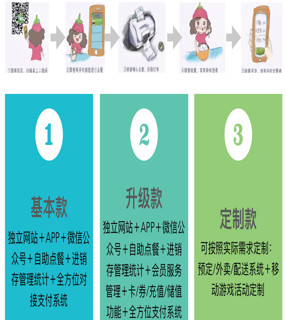 1
基本款
独立网站＋APP＋微信公
众号＋自助点餐＋进销
存管理统计＋全方位对
接支付系统
2
升级款
独立网站＋APP＋微信公
众号＋自助点餐＋进销
存管理统计＋会员服务
管理＋卡/券/充值/储值
功能＋全方位支付系统
3
定制款
可按照实际需求定制：
预定/外卖/配送系统＋移
动游戏活动定制